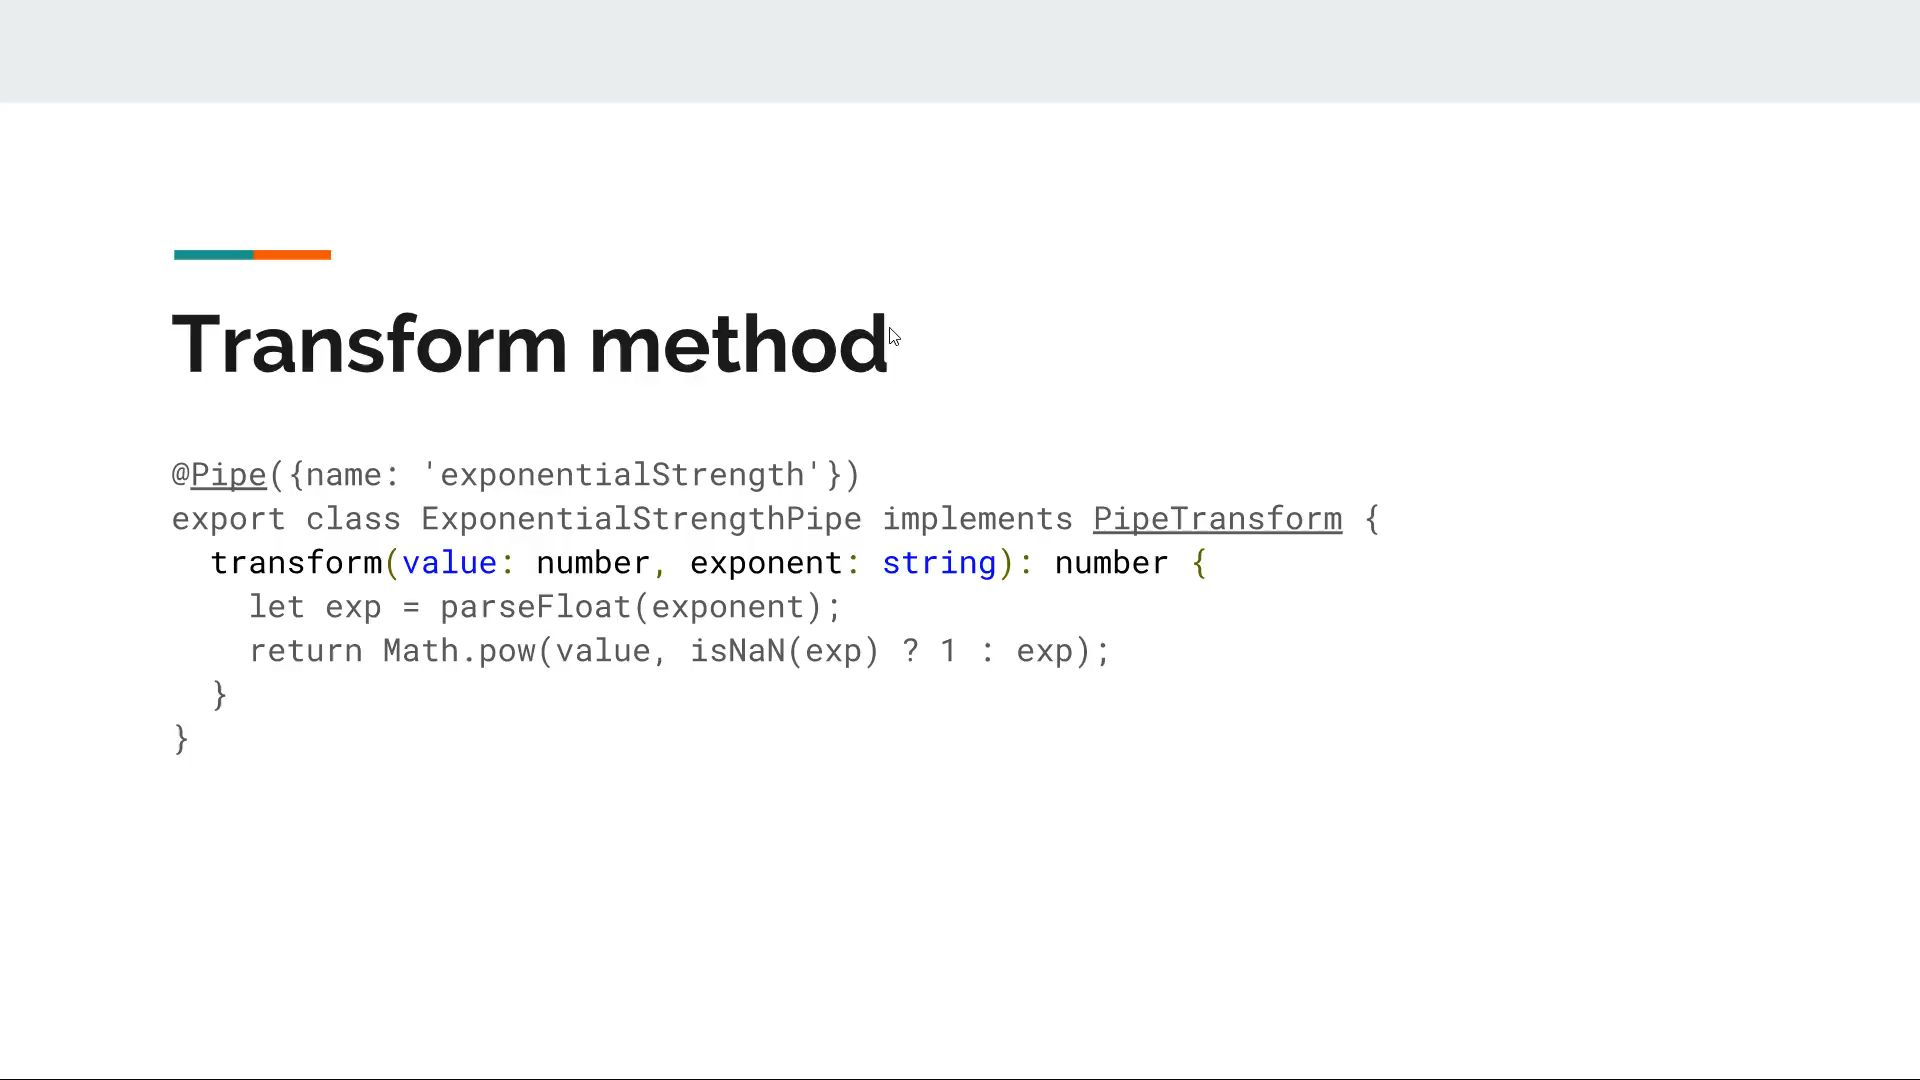 Transform method
@Pipe({name: 'exponentialStrength'})
export class ExponentialStrengthPipe implements PipeTransform {
  transform(value: number, exponent: string): number {
    let exp = parseFloat(exponent);
    return Math.pow(value, isNaN(exp) ? 1 : exp);
  }
}